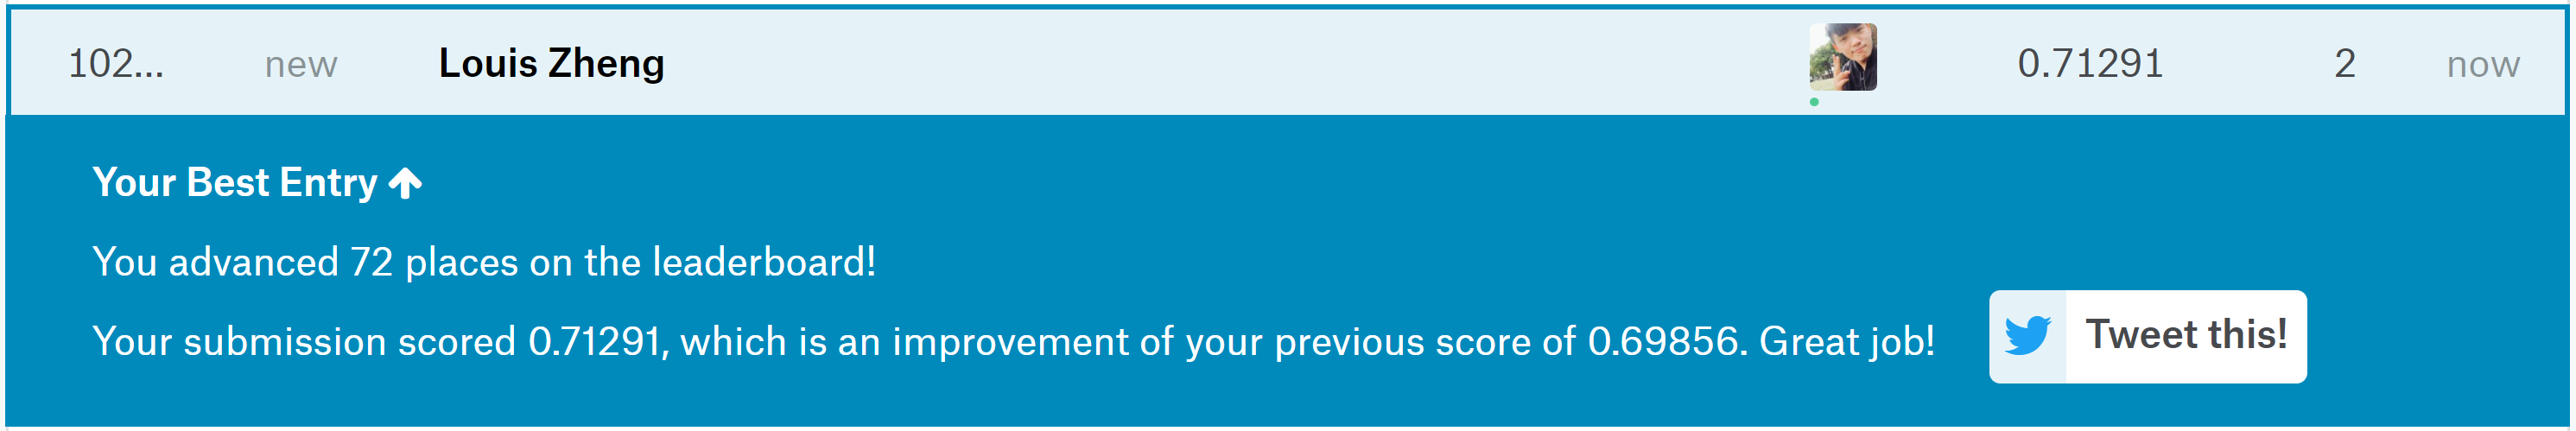 102... new Louis Zheng 0.71291 2 now
Your Best Entry
You advanced 72 places on the leaderboard!
Your submission scored 0.71291, which is an improvement of your previous score of 0.69856. Great job!
Tweet this!